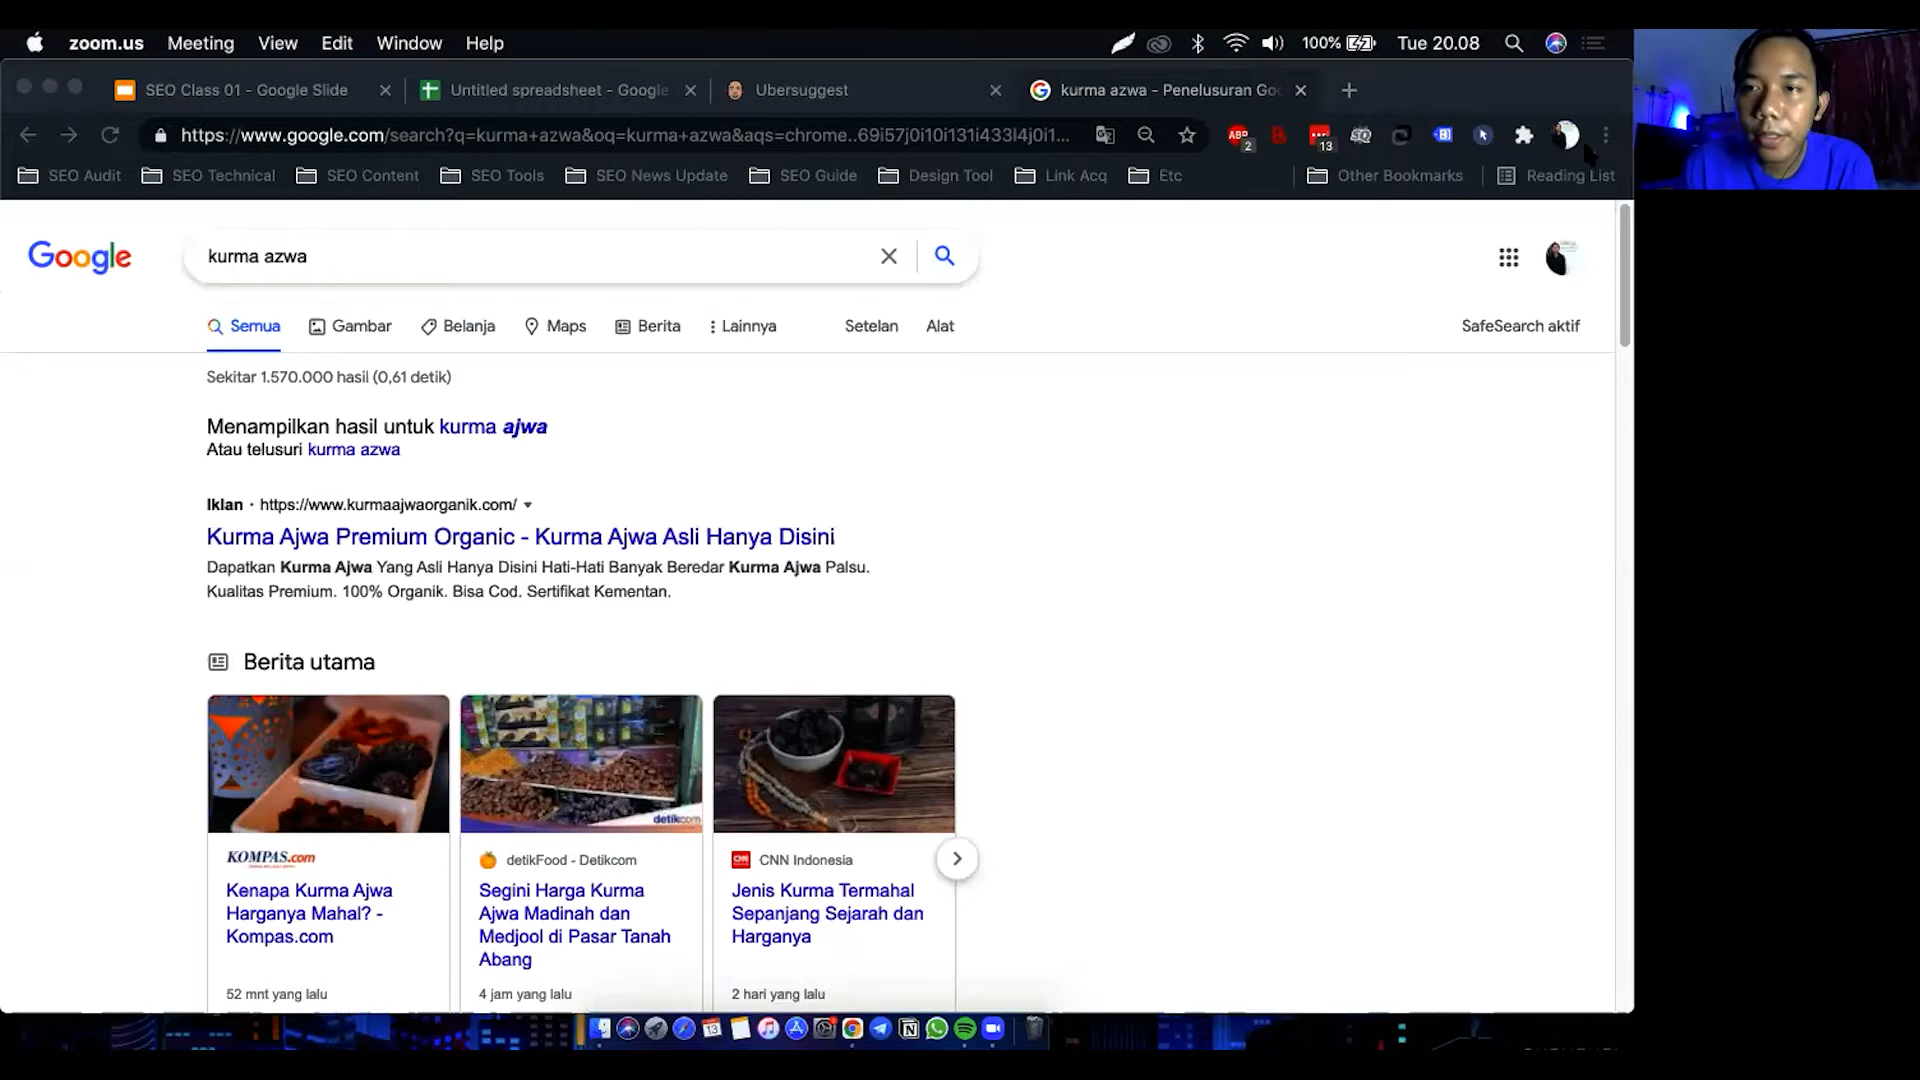 zoom.us Meeting View Edit Window Help 100% Tue 20.08
SEO Class 01 - Google Slide Untitled spreadsheet - Google Ubersuggest kurma azwa - Penelusuran Goo
https://www.google.com/search?q=kurma+azwa&oq=kurma+azwa&aqs=chrome..69i57j0i10i131i433l4j0i1... ABP 2 13
SEO Audit SEO Technical SEO Content SEO Tools SEO News Update SEO Guide Design Tool Link Acq Etc Other Bookmarks Reading List
Google kurma azwa
Semua Gambar Belanja Maps Berita Lainnya Setelan Alat SafeSearch aktif
Sekitar 1.570.000 hasil (0,61 detik)
Menampilkan hasil untuk kurma ajwa
Atau telusuri kurma azwa
Iklan · https://www.kurmaajwaorganik.com/
Kurma Ajwa Premium Organic - Kurma Ajwa Asli Hanya Disini
Dapatkan Kurma Ajwa Yang Asli Hanya Disini Hati-Hati Banyak Beredar Kurma Ajwa Palsu.
Kualitas Premium. 100% Organik. Bisa Cod. Sertifikat Kementan.
Berita utama
detikcom
KOMPAS.com
Kenapa Kurma Ajwa
Harganya Mahal? -
Kompas.com
52 mnt yang lalu
detikFood - Detikcom
Segini Harga Kurma
Ajwa Madinah dan
Medjool di Pasar Tanah
Abang
4 jam yang lalu
CNN Indonesia
Jenis Kurma Termahal
Sepanjang Sejarah dan
Harganya
2 hari yang lalu
13